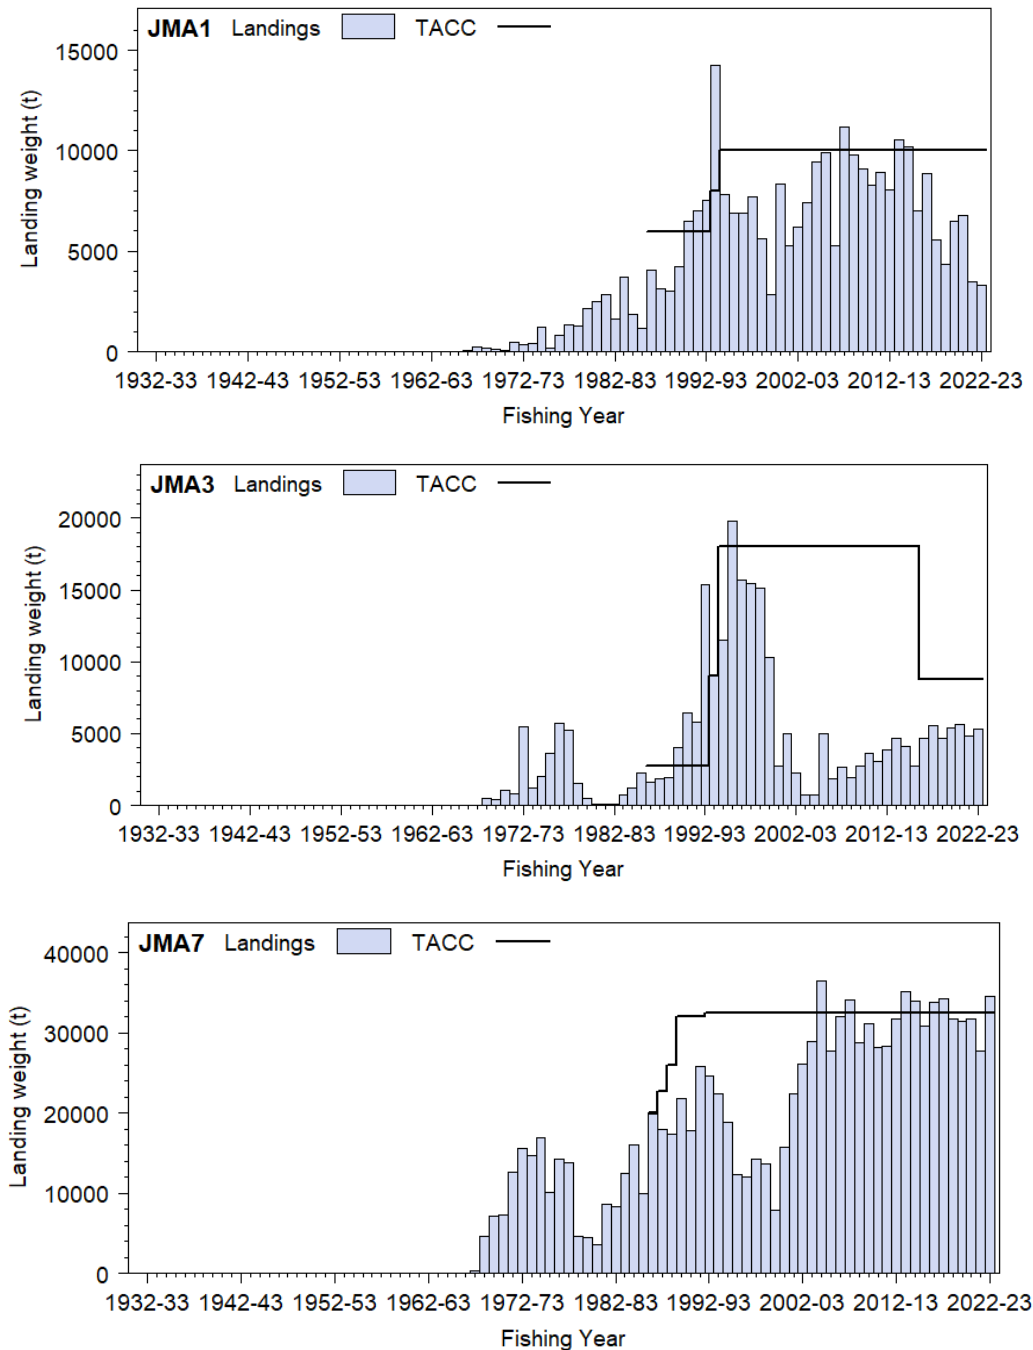 JMA1 Landings TACC
Landing weight (t)
15000
10000
5000
0
1932-33 1942-43 1952-53 1962-63 1972-73 1982-83 1992-93 2002-03 2012-13 2022-23
Fishing Year
JMA3 Landings TACC
Landing weight (t)
20000
15000
10000
5000
0
1932-33 1942-43 1952-53 1962-63 1972-73 1982-83 1992-93 2002-03 2012-13 2022-23
Fishing Year
JMA7 Landings TACC
Landing weight (t)
40000
30000
20000
10000
0
1932-33 1942-43 1952-53 1962-63 1972-73 1982-83 1992-93 2002-03 2012-13 2022-23
Fishing Year